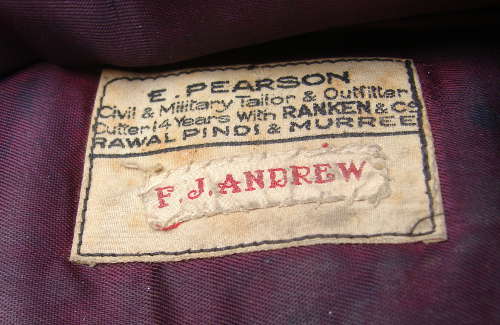 E. PEARSON
Civil & Military Tailor & Outfitter
Cutter 14 Years With RANKEN & Co
RAWAL PINDI & MURREE
F.J. ANDREW